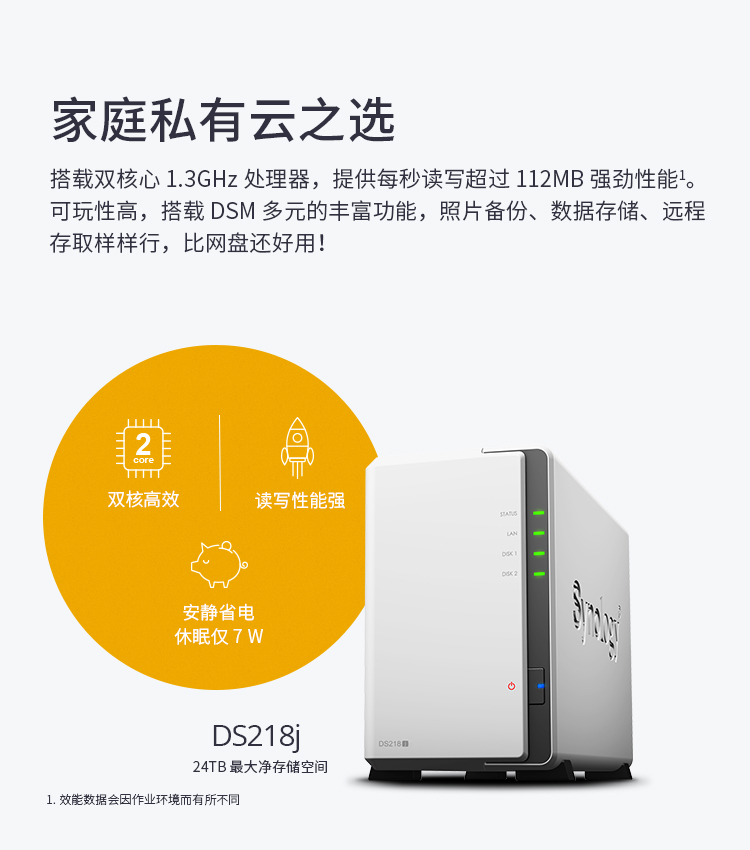 家庭私有云之选
搭载双核心 1.3GHz 处理器，提供每秒读写超过 112MB 强劲性能¹。
可玩性高，搭载 DSM 多元的丰富功能，照片备份、数据存储、远程
存取样样行，比网盘还好用！
2
core
双核高效
读写性能强
安静省电
休眠仅 7 W
STATUS
LAN
DISK 1
DISK 2
Synology
DS218j
DS218j
24TB 最大净存储空间
1. 效能数据会因作业环境而有所不同